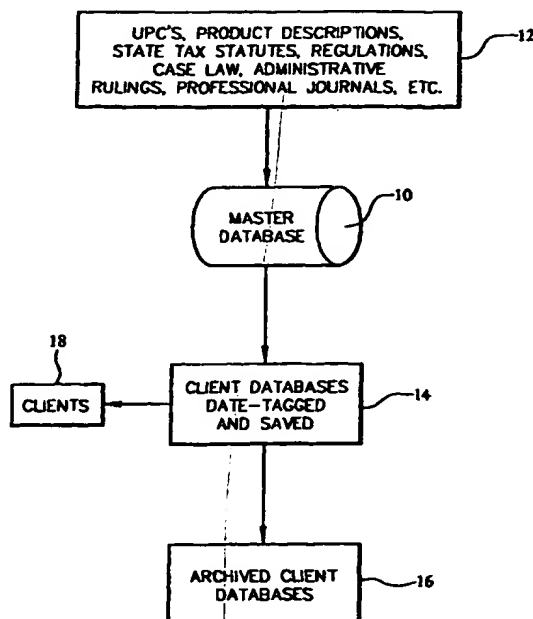 UPC'S, PRODUCT DESCRIPTIONS,
STATE TAX STATUTES, REGULATIONS,
CASE LAW, ADMINISTRATIVE
RULINGS, PROFESSIONAL JOURNALS, ETC.
12
MASTER
DATABASE
10
18
CLIENTS
CLIENT DATABASES
DATE-TAGGED
AND SAVED
14
ARCHIVED CLIENT
DATABASES
16